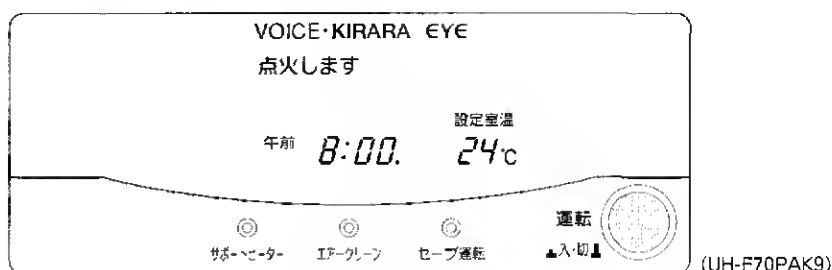 VOICE・KIRARA EYE
点火します
設定室温
午前 8:00. 24℃
運転
サポートヒーター エアークリーン セーブ運転 入・切
(UH-F70PAK9)